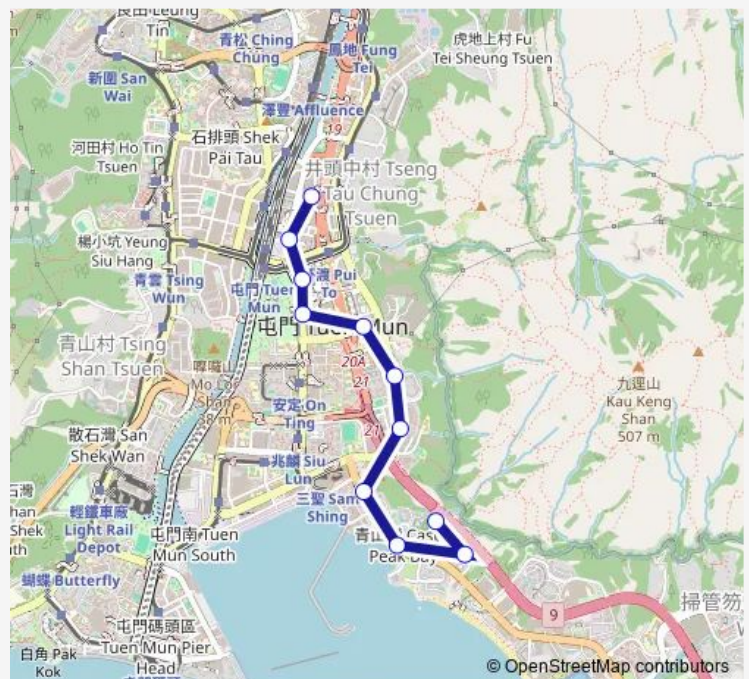 良田 Leung
Tin
青松 Ching
Chung
鳳地 Fung
Tei
虎地上村 Fu
Tei Sheung Tsuen
新圍 San
Wai
澤豐 Affluence
19
石排頭 Shek
Pai Tau
河田村 Ho Tin
Tsuen
井頭中村 Tseng
Tau Chung
Tsuen
楊小坑 Yeung
Siu Hang
青雲 Tsing
Wun
屯門 Tuen
Mun
渡 Pui
To
屯門 Tuen Mun
青山村 Tsing
Shan Tsuen
20A
21
九逕山
Kau Keng
Shan
507 m
安定 On
Ting
21
散石灣 San
Shek Wan
兆麟 Siu
Lun
三聖 Sam
Shing
輕鐵車廠
Light Rail
Depot
屯門南 Tuen
Mun South
Peak Bay
蝴蝶 Butterfly
9
掃管笏
屯門碼頭區
Tuen Mun Pier
Head
白角 Pak
Kok
© OpenStreetMap contributors